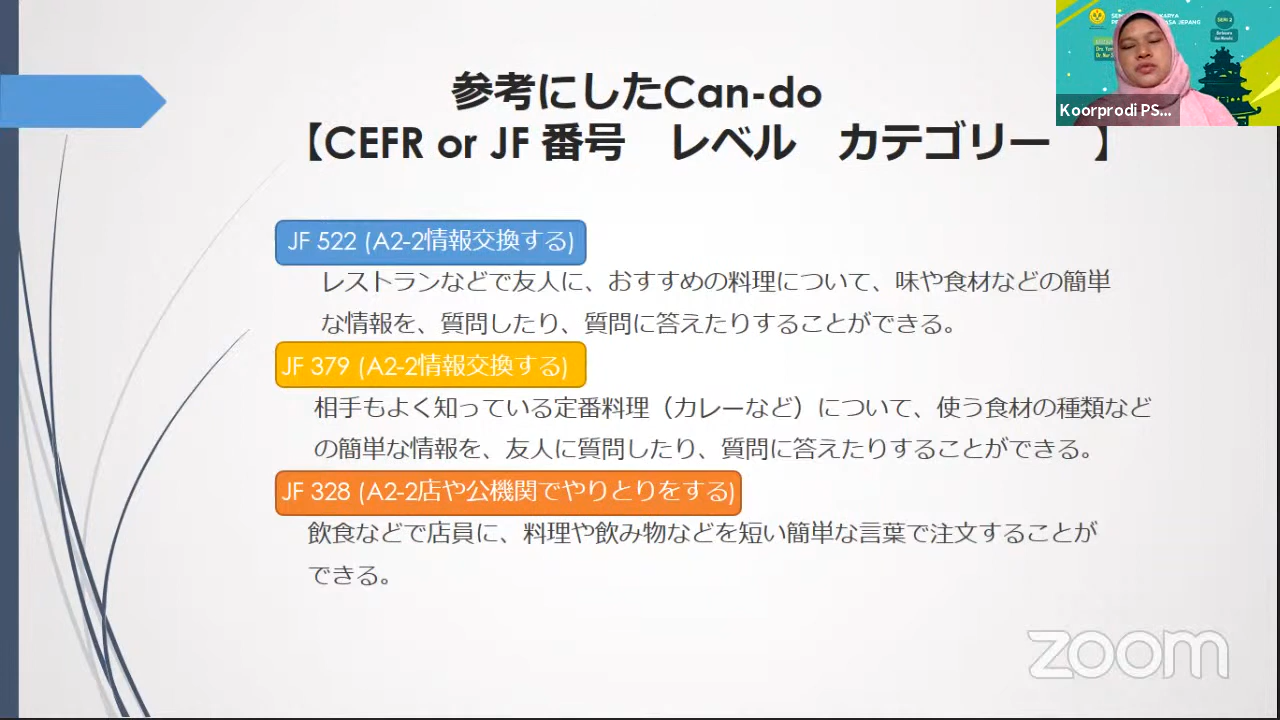 参考にしたCan-do
【CEFR or JF 番号　レベル　カテゴリー　】
JF 522 (A2-2情報交換する)
レストランなどで友人に、おすすめの料理について、味や食材などの簡単
な情報を、質問したり、質問に答えたりすることができる。
JF 379 (A2-2情報交換する)
相手もよく知っている定番料理（カレーなど）について、使う食材の種類など
の簡単な情報を、友人に質問したり、質問に答えたりすることができる。
JF 328 (A2-2店や公機関でやりとりをする)
飲食などで店員に、料理や飲み物などを短い簡単な言葉で注文することが
できる。
Koorprodi PS...
zoom